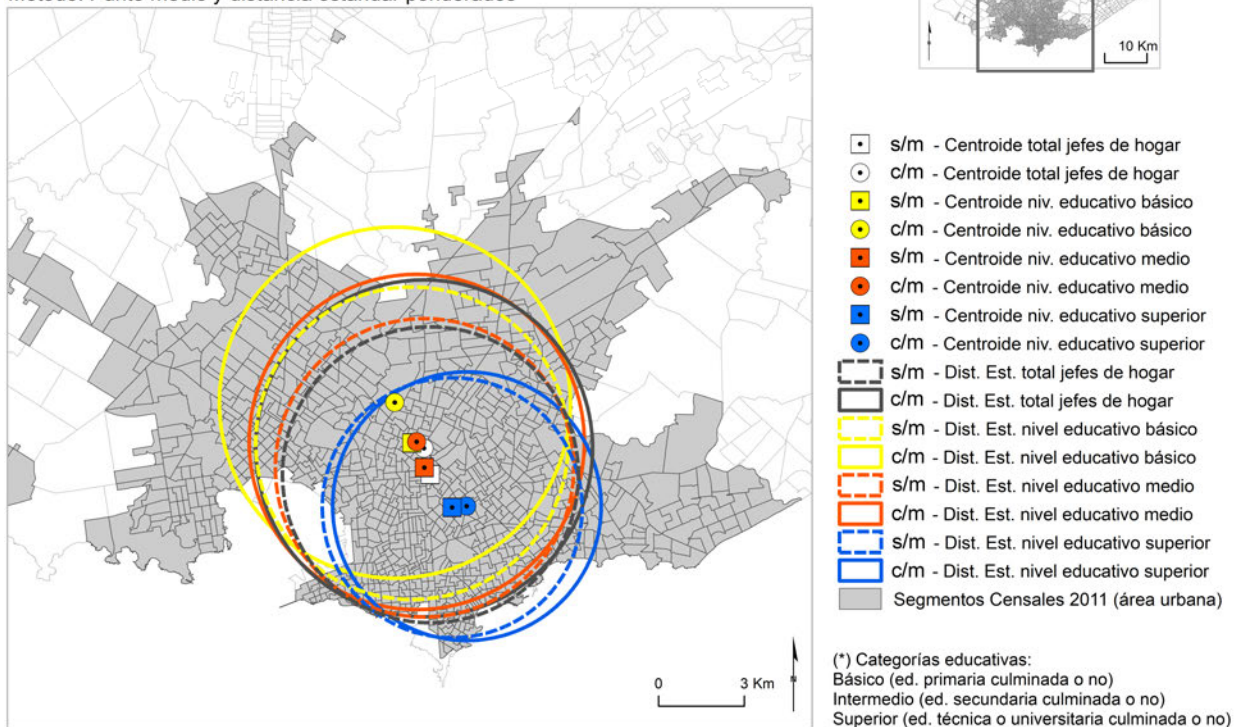 Método: Punto medio y distancia estándar ponderados
10 Km
s/m - Centroide total jefes de hogar
c/m - Centroide total jefes de hogar
s/m - Centroide niv. educativo básico
c/m - Centroide niv. educativo básico
s/m - Centroide niv. educativo medio
c/m - Centroide niv. educativo medio
s/m - Centroide niv. educativo superior
c/m - Centroide niv. educativo superior
s/m - Dist. Est. total jefes de hogar
c/m - Dist. Est. total jefes de hogar
s/m - Dist. Est. nivel educativo básico
c/m - Dist. Est. nivel educativo básico
s/m - Dist. Est. nivel educativo medio
c/m - Dist. Est. nivel educativo medio
s/m - Dist. Est. nivel educativo superior
c/m - Dist. Est. nivel educativo superior
Segmentos Censales 2011 (área urbana)
0 3 Km
(*) Categorías educativas:
Básico (ed. primaria culminada o no)
Intermedio (ed. secundaria culminada o no)
Superior (ed. técnica o universitaria culminada o no)